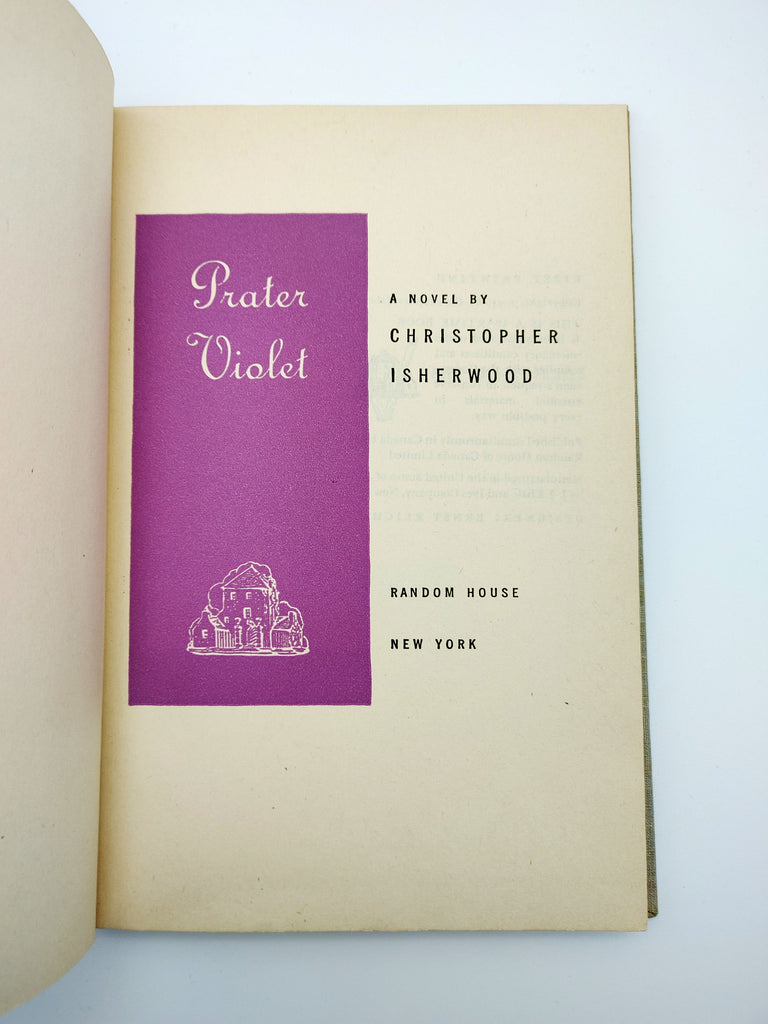 Prater
Violet
A NOVEL BY
CHRISTOPHER
ISHERWOOD
RANDOM HOUSE
NEW YORK